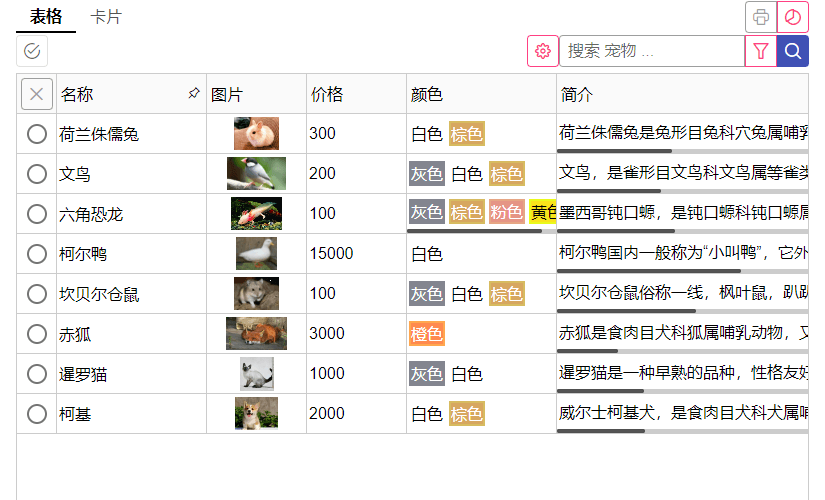 表格 卡片
搜索 宠物 ...
名称 图片 价格 颜色 简介
荷兰侏儒兔 300 白色 棕色 荷兰侏儒兔是兔形目兔科穴兔属哺乳
文鸟 200 灰色 白色 棕色 文鸟，是雀形目文鸟科文鸟属等雀类
六角恐龙 100 灰色 棕色 粉色 黄色 墨西哥钝口螈，是钝口螈科钝口螈属
柯尔鸭 15000 白色 柯尔鸭国内一般称为“小叫鸭”，它外
坎贝尔仓鼠 100 灰色 白色 棕色 坎贝尔仓鼠俗称一线，枫叶鼠，趴趴
赤狐 3000 橙色 赤狐是食肉目犬科狐属哺乳动物，又
暹罗猫 1000 灰色 白色 暹罗猫是一种早熟的品种，性格友好
柯基 2000 白色 棕色 威尔士柯基犬，是食肉目犬科犬属哺